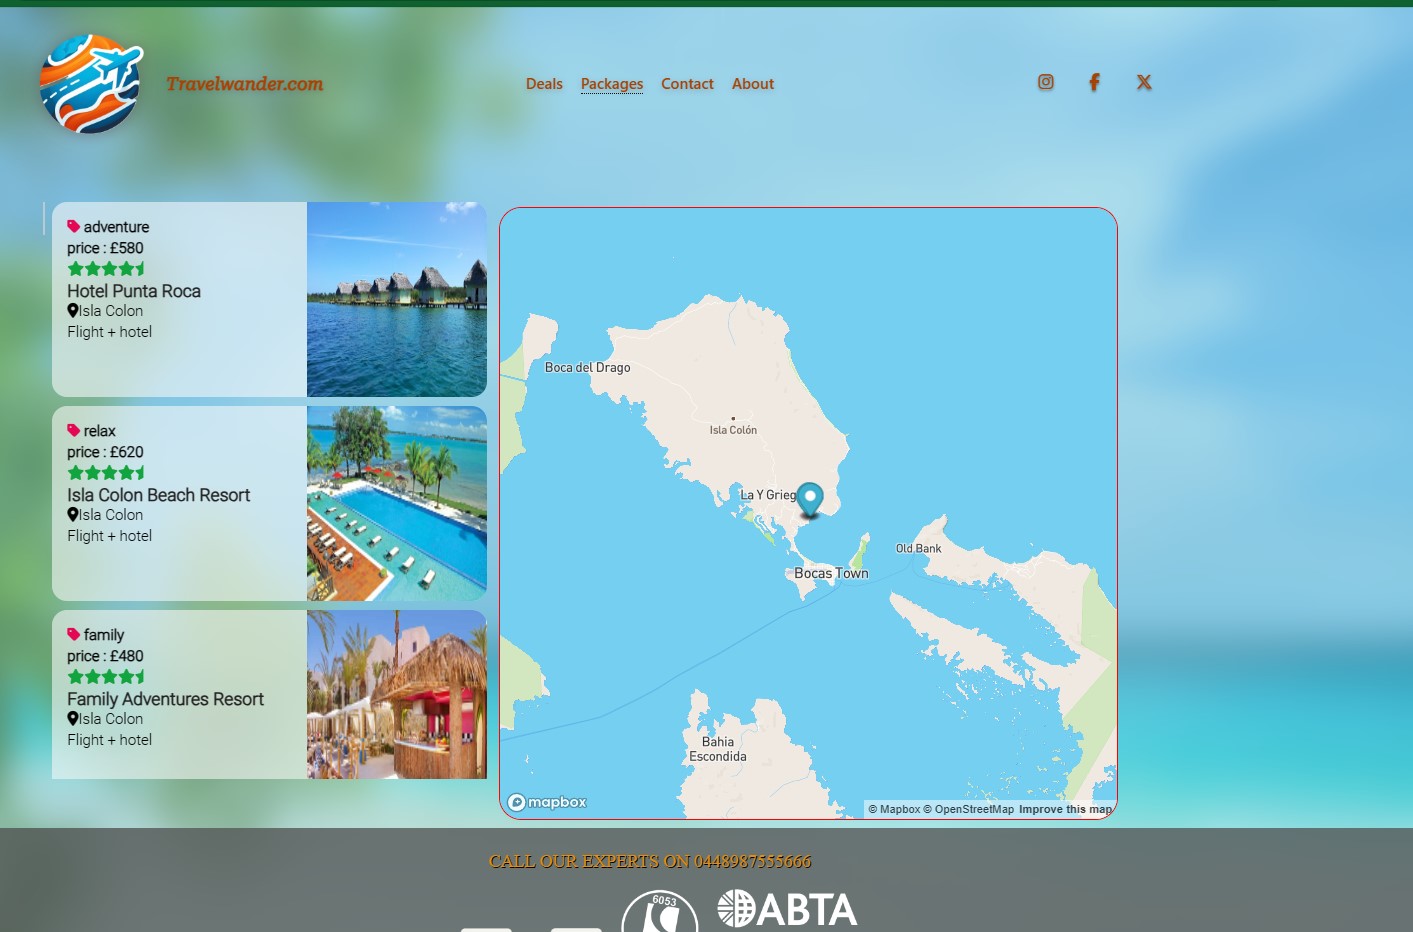 Travelwander.com
Deals Packages Contact About
adventure
price : £580
Hotel Punta Roca
Isla Colon
Flight + hotel
relax
price : £620
Isla Colon Beach Resort
Isla Colon
Flight + hotel
family
price : £480
Family Adventures Resort
Isla Colon
Flight + hotel
Boca del Drago
Isla Colón
La Y Grieg
Old Bank
Bocas Town
Bahia
Escondida
mapbox
© Mapbox © OpenStreetMap Improve this map
CALL OUR EXPERTS ON 0448987555666
6053
ABTA